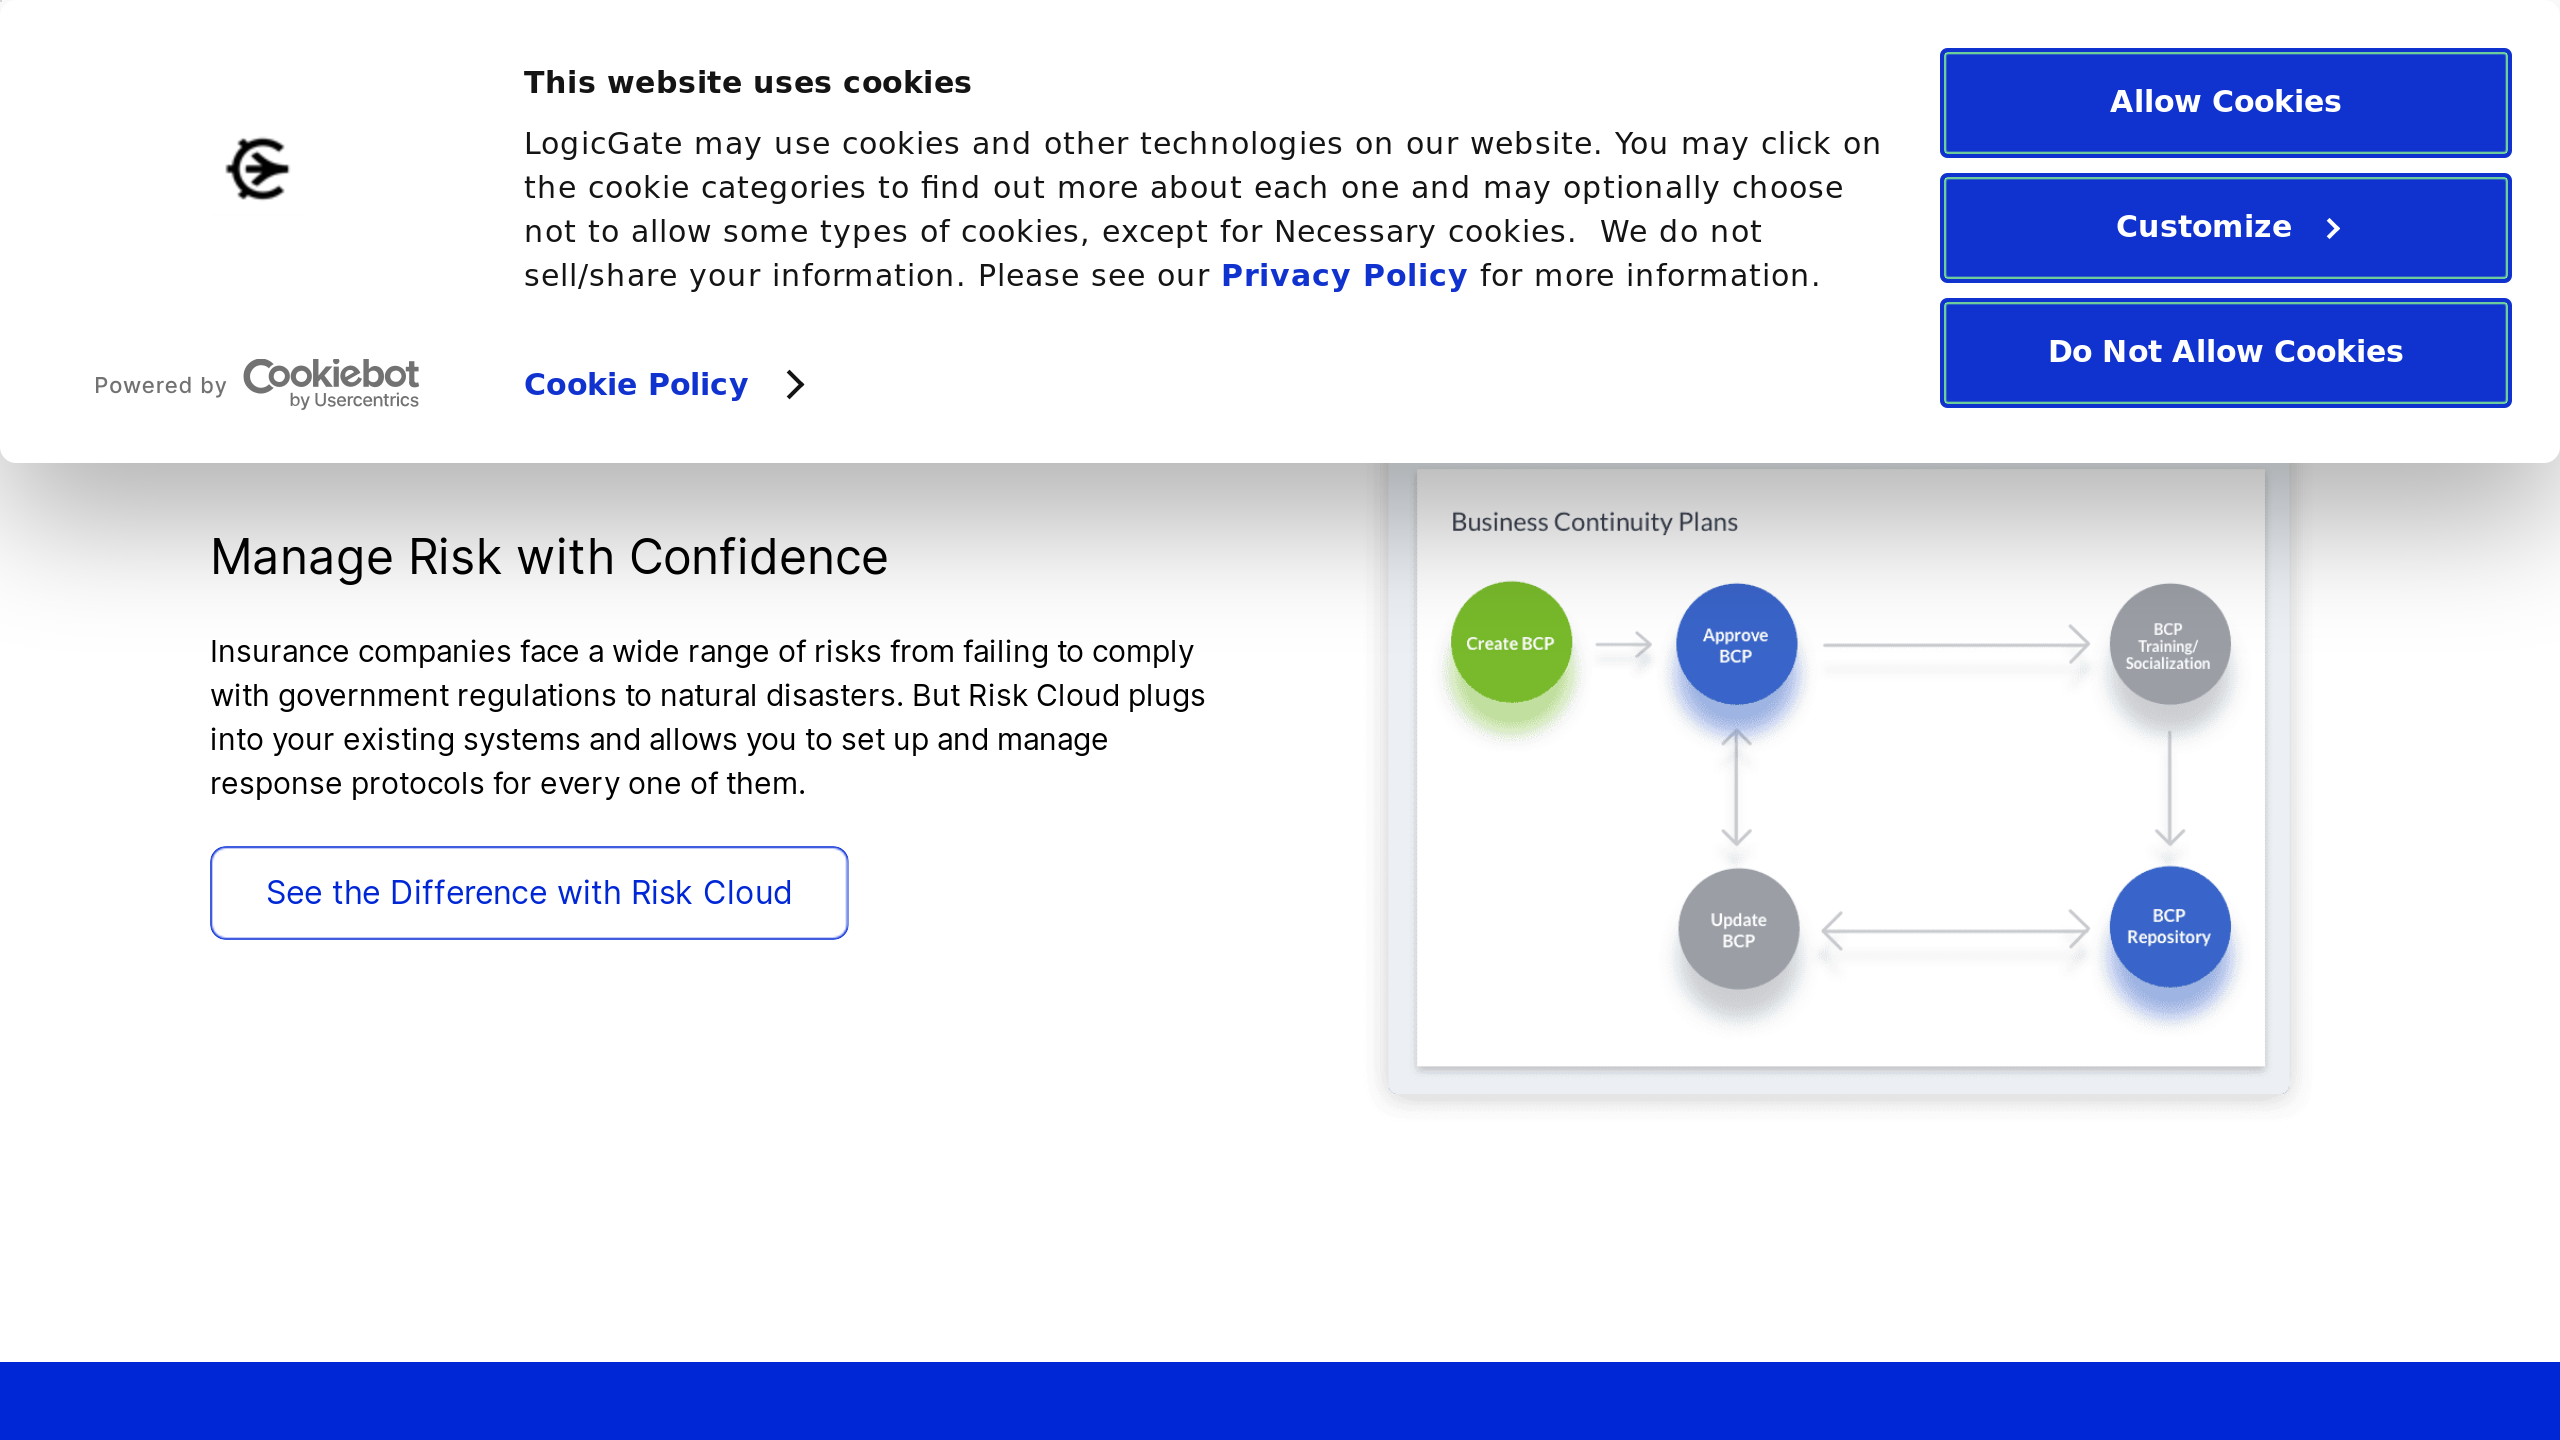 This website uses cookies
LogicGate may use cookies and other technologies on our website. You may click on
the cookie categories to find out more about each one and may optionally choose
not to allow some types of cookies, except for Necessary cookies.  We do not
sell/share your information. Please see our Privacy Policy for more information.
Powered by Cookiebot
by Usercentrics
Cookie Policy
Allow Cookies
Customize
Do Not Allow Cookies
Manage Risk with Confidence
Insurance companies face a wide range of risks from failing to comply
with government regulations to natural disasters. But Risk Cloud plugs
into your existing systems and allows you to set up and manage
response protocols for every one of them.
See the Difference with Risk Cloud
Business Continuity Plans
Create BCP
Approve
BCP
BCP
Training/
Socialization
Update
BCP
BCP
Repository